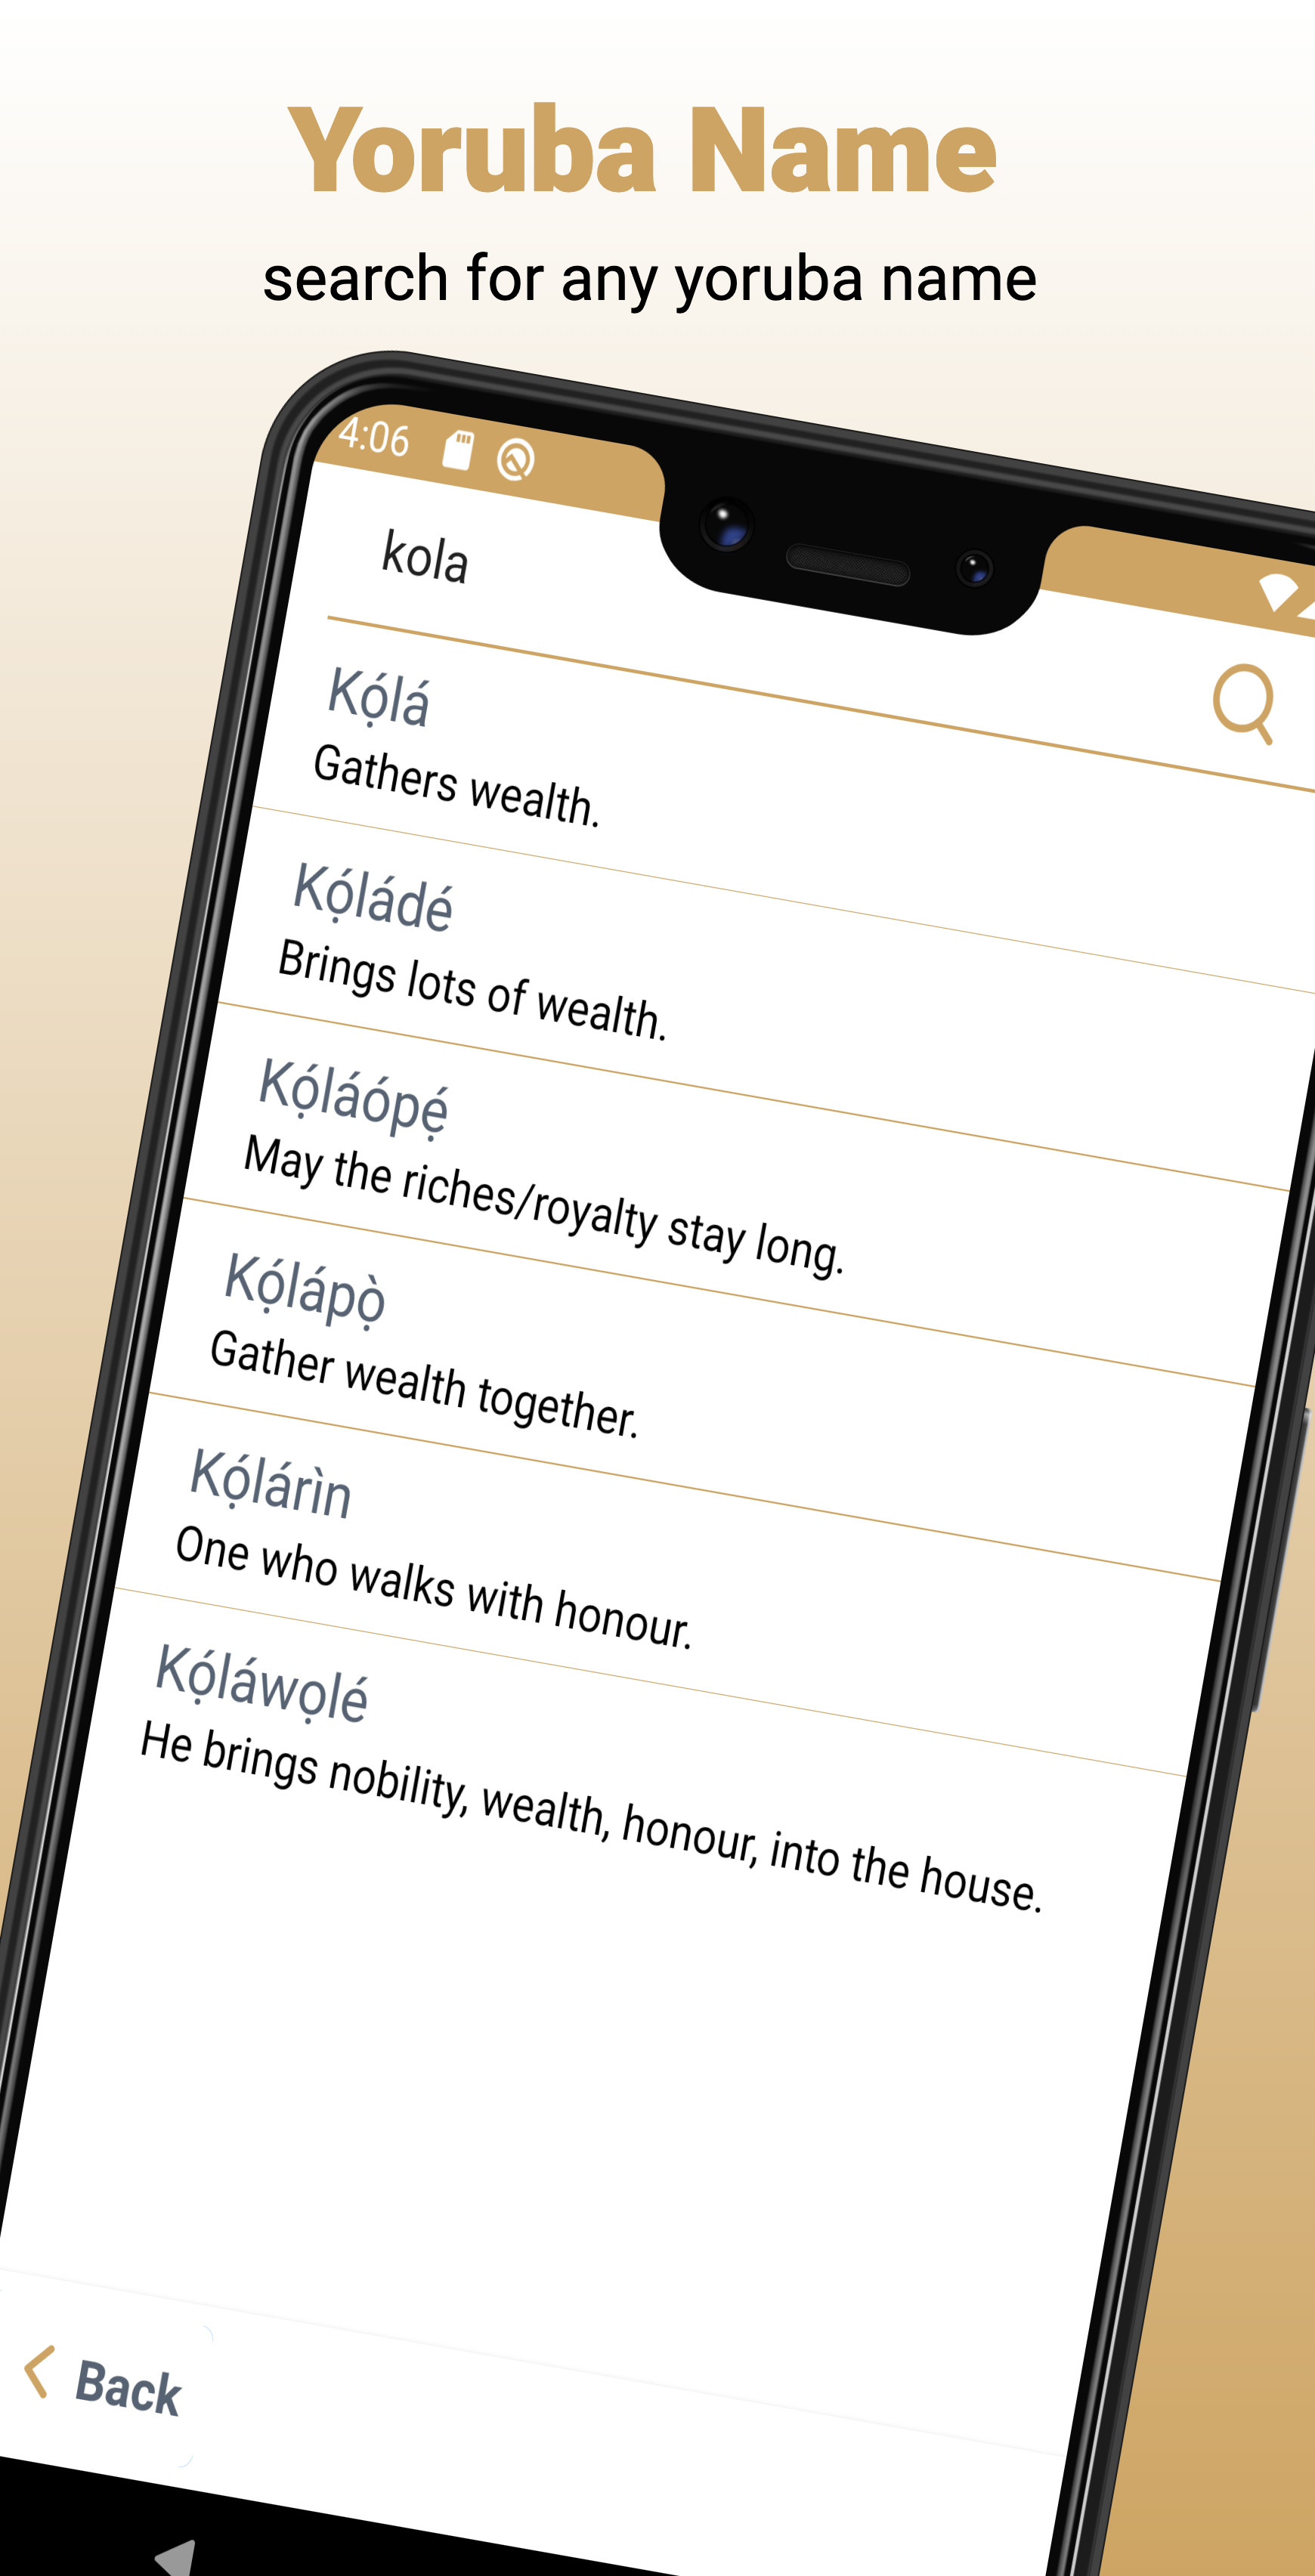 Yoruba Name
search for any yoruba name
4:06
kola
Kọ́lá
Gathers wealth.
Kọ́ládé
Brings lots of wealth.
Kọ́láópẹ́
May the riches/royalty stay long.
Kọ́lápọ̀
Gather wealth together.
Kọ́lárìn
One who walks with honour.
Kọ́láwọlé
He brings nobility, wealth, honour, into the house.
Back